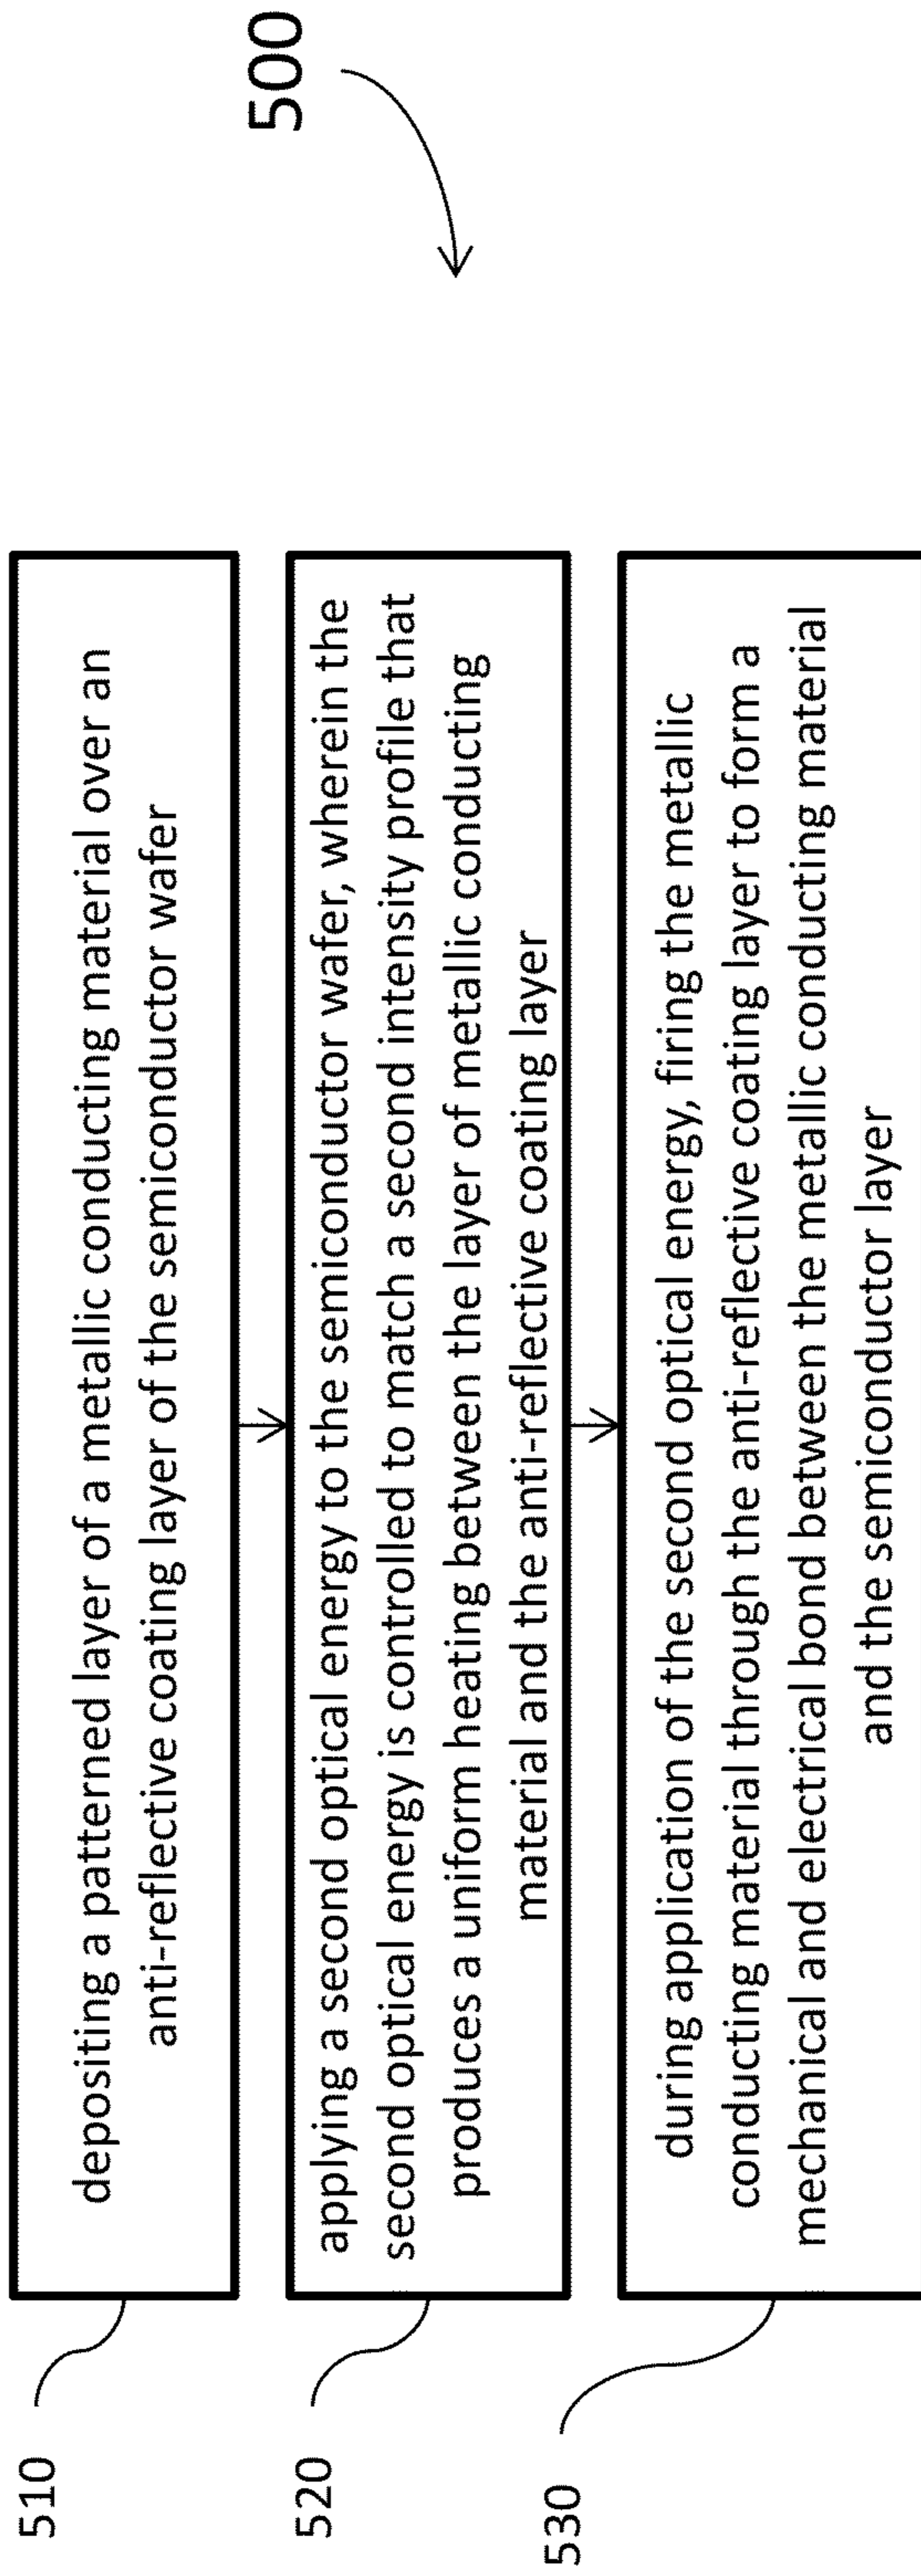 500
510
depositing a patterned layer of a metallic conducting material over an
anti-reflective coating layer of the semiconductor wafer
520
applying a second optical energy to the semiconductor wafer, wherein the
second optical energy is controlled to match a second intensity profile that
produces a uniform heating between the layer of metallic conducting
material and the anti-reflective coating layer
530
during application of the second optical energy, firing the metallic
conducting material through the anti-reflective coating layer to form a
mechanical and electrical bond between the metallic conducting material
and the semiconductor layer